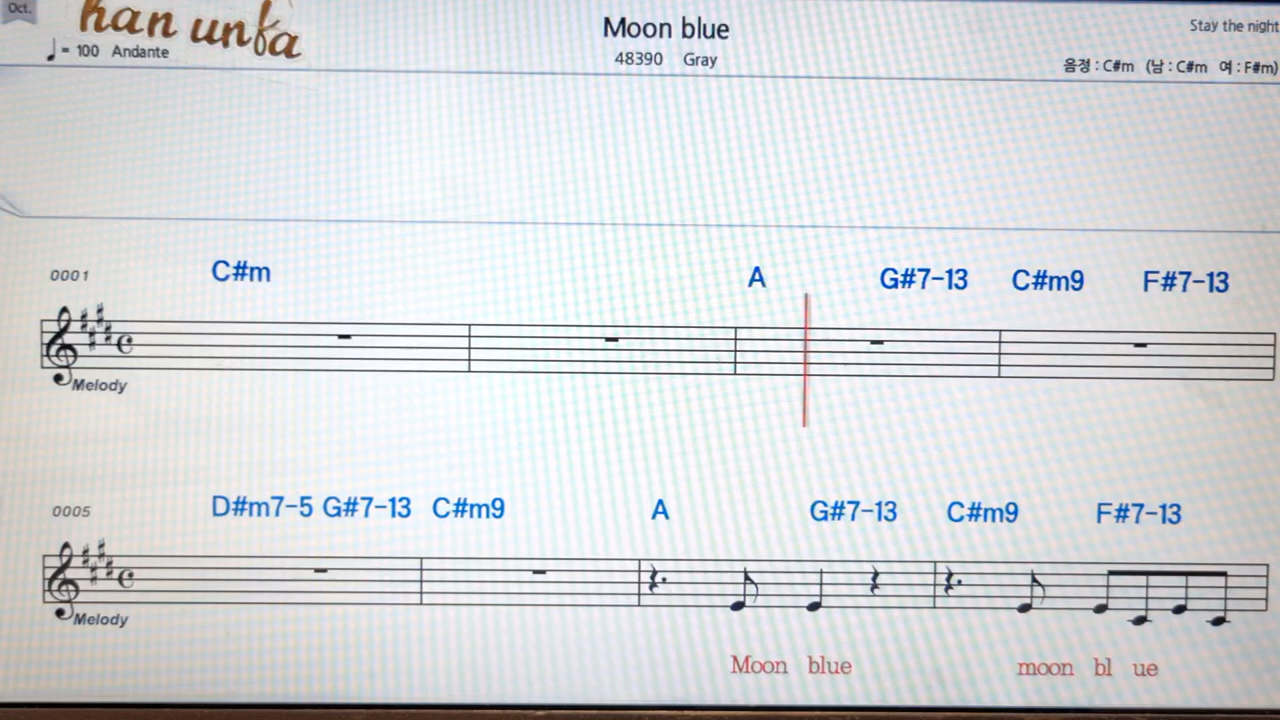 Oct.
han unfa
Moon blue
Stay the night
♩= 100 Andante
48390 Gray
음정 : C#m (남 : C#m 여 : F#m)
0001 C#m A G#7-13 C#m9 F#7-13
Melody
0005 D#m7-5 G#7-13 C#m9 A G#7-13 C#m9 F#7-13
Melody
Moon blue moon bl ue